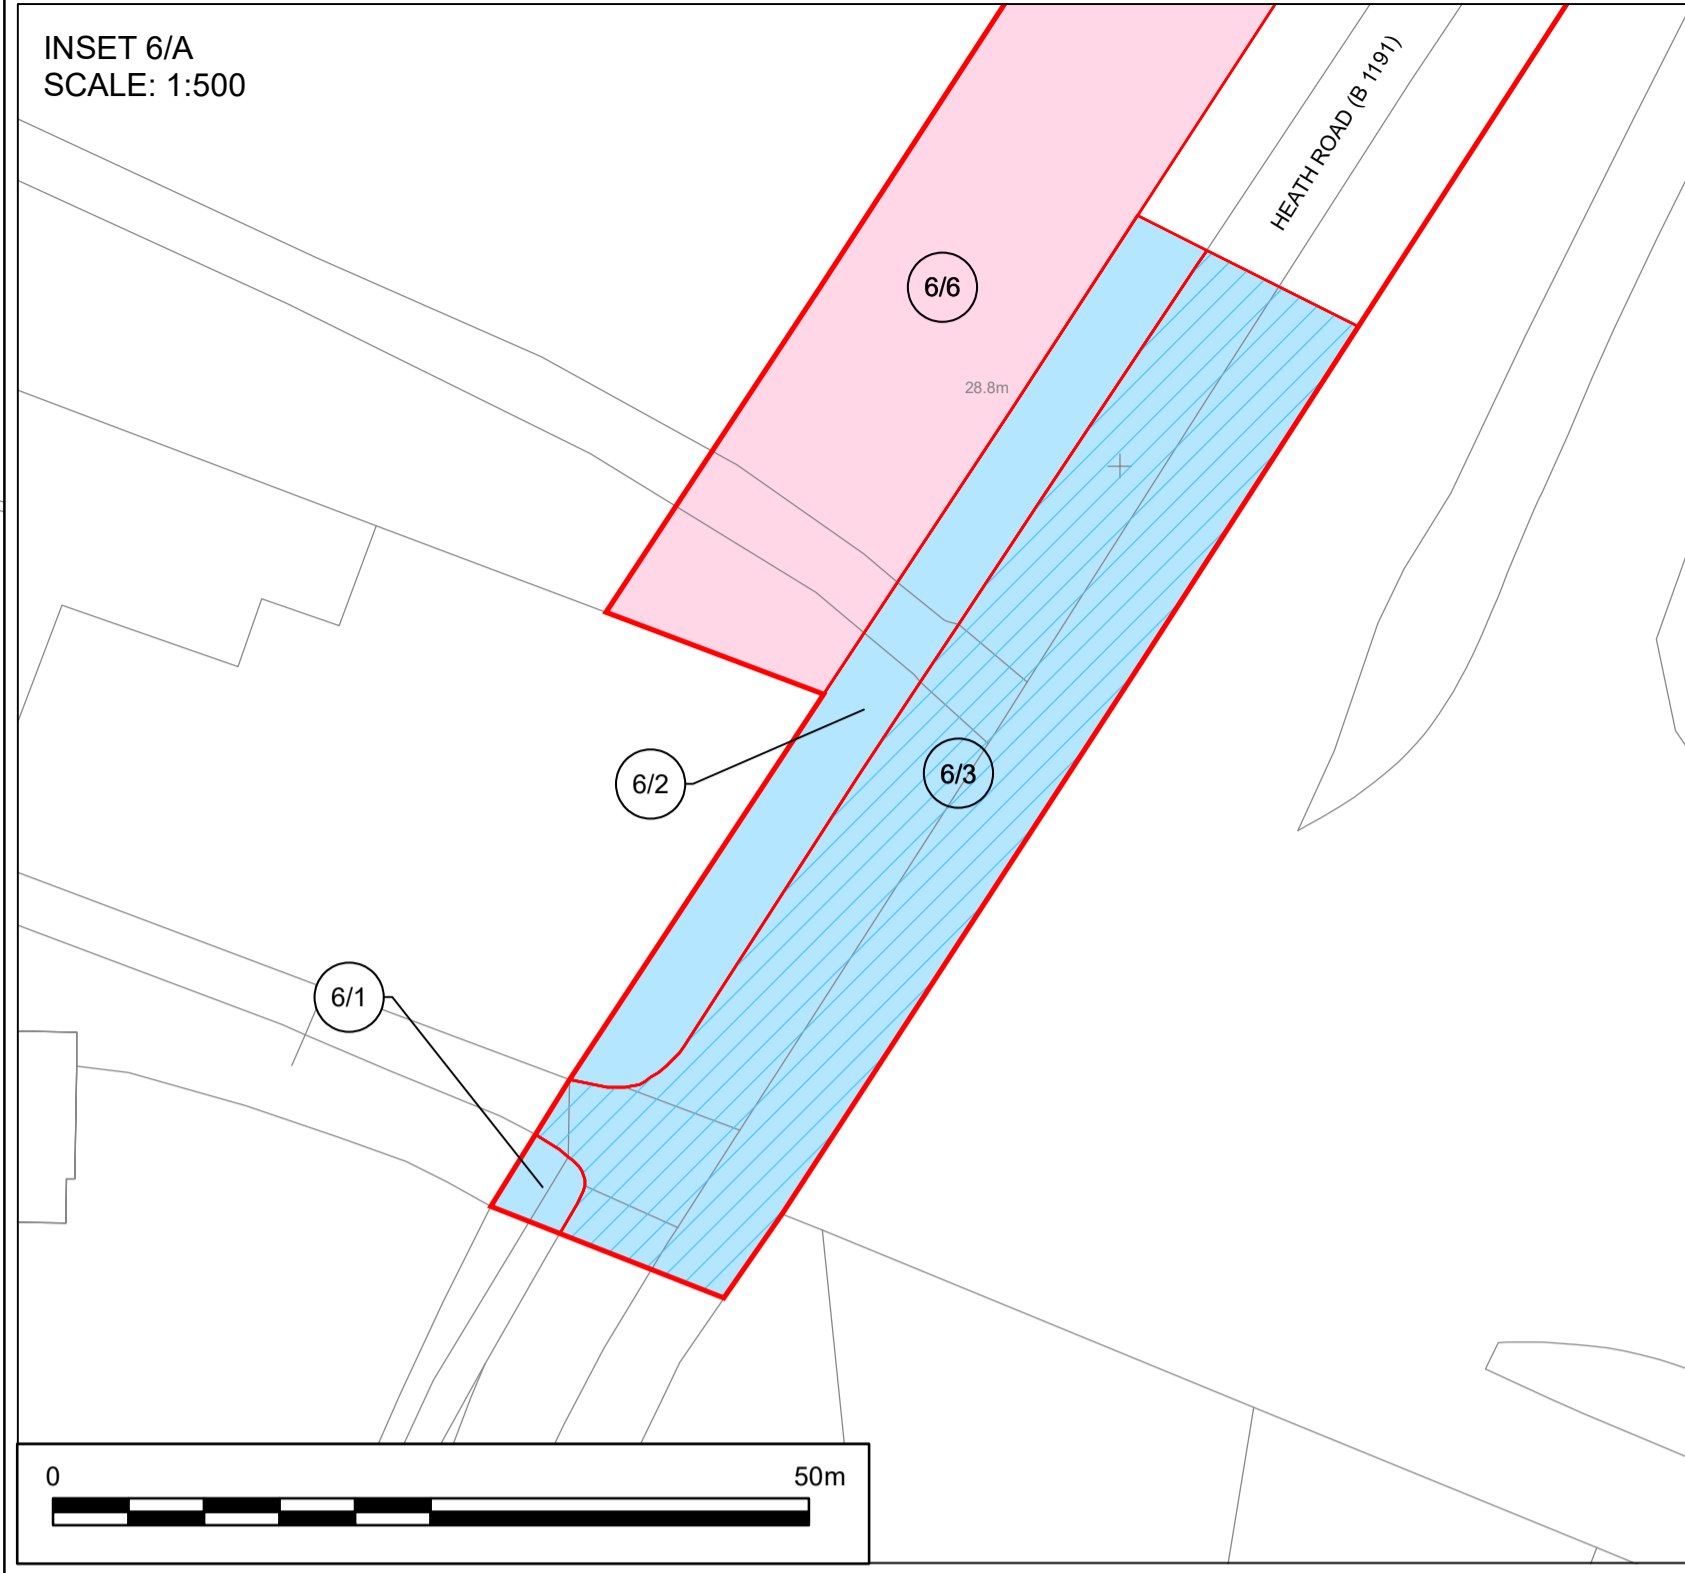 INSET 6/A
SCALE: 1:500
HEATH ROAD (B 1191)
6/6
28.8m
6/2
6/3
6/1
0
50m